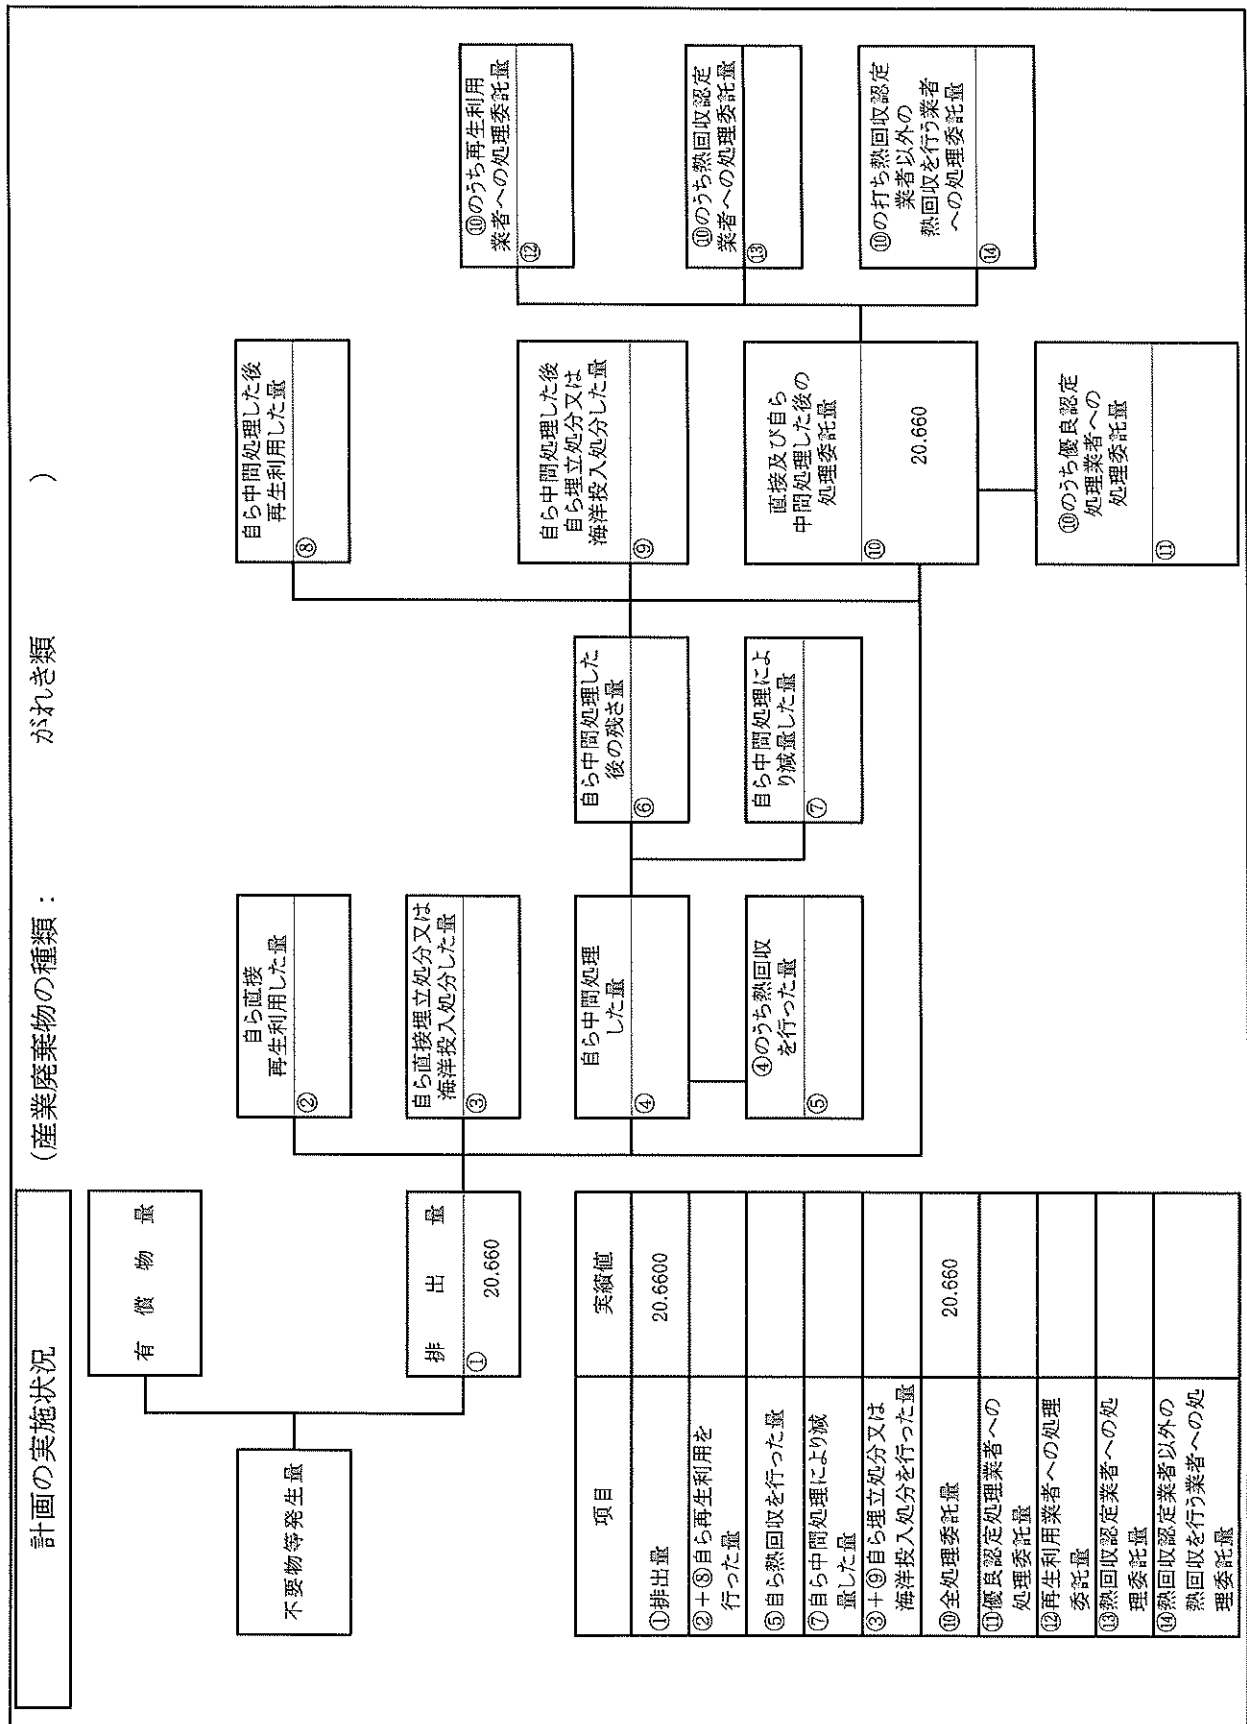 計画の実施状況
(産業廃棄物の種類： がれき類 )
不要物等発生量
有 償 物 量
排 出 量
① 20.660
自ら直接
再生利用した量
②
自ら直接埋立処分又は
海洋投入処分した量
③
自ら中間処理
した量
④
④のうち熱回収
を行った量
⑤
自ら中間処理した
後の残さ量
⑥
自ら中間処理によ
り減量した量
⑦
自ら中間処理した後
再生利用した量
⑧
自ら中間処理した後
自ら埋立処分又は
海洋投入処分した量
⑨
直接及び自ら
中間処理した後の
処理委託量
⑩ 20.660
⑩のうち優良認定
処理業者への
処理委託量
⑪
⑩のうち再生利用
業者への処理委託量
⑫
⑩のうち熱回収認定
業者への処理委託量
⑬
⑩の打ち熱回収認定
業者以外の
熱回収を行う業者
への処理委託量
⑭
項目 実績値
①排出量 20.6600
②＋⑧自ら再生利用を
行った量
⑤自ら熱回収を行った量
⑦自ら中間処理により減
量した量
③＋⑨自ら埋立処分又は
海洋投入処分を行った量
⑩全処理委託量 20.660
⑪優良認定処理業者への
処理委託量
⑫再生利用業者への処理
委託量
⑬熱回収認定業者への処
理委託量
⑭熱回収認定業者以外の
熱回収を行う業者への処
理委託量